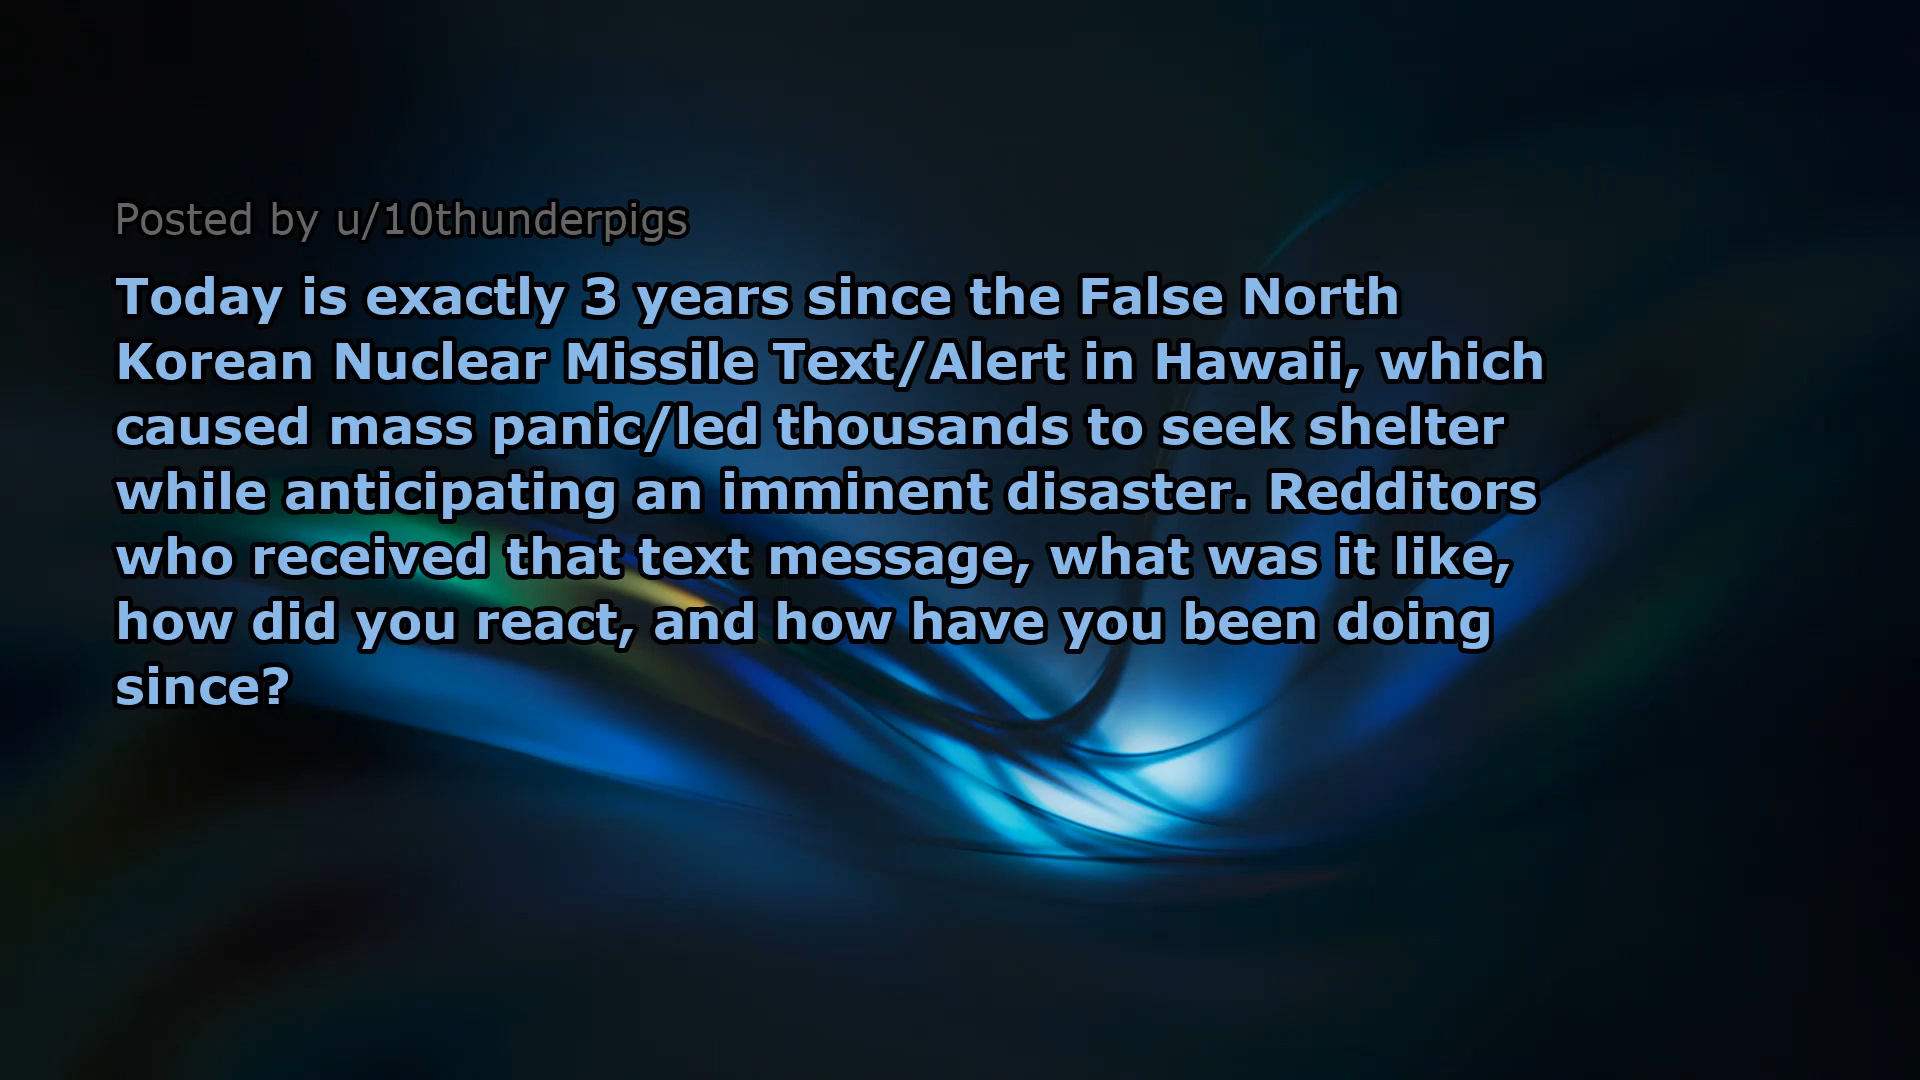 Posted by u/10thunderpigs
Today is exactly 3 years since the False North
Korean Nuclear Missile Text/Alert in Hawaii, which
caused mass panic/led thousands to seek shelter
while anticipating an imminent disaster. Redditors
who received that text message, what was it like,
how did you react, and how have you been doing
since?